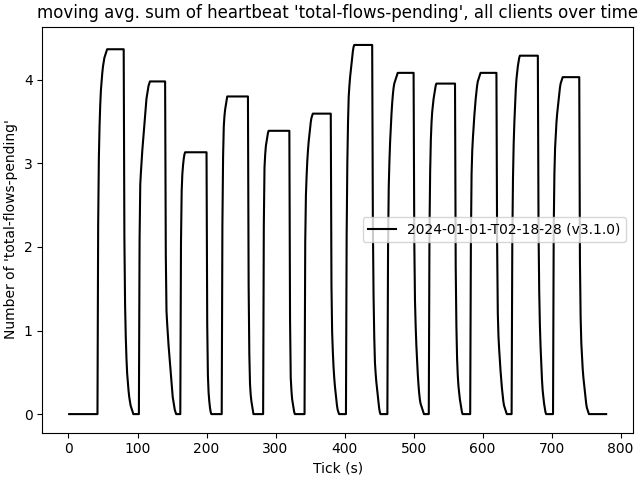 moving avg. sum of heartbeat 'total-flows-pending', all clients over time
Number of 'total-flows-pending'
4
3
2
1
0
2024-01-01-T02-18-28 (v3.1.0)
0 100 200 300 400 500 600 700 800
Tick (s)